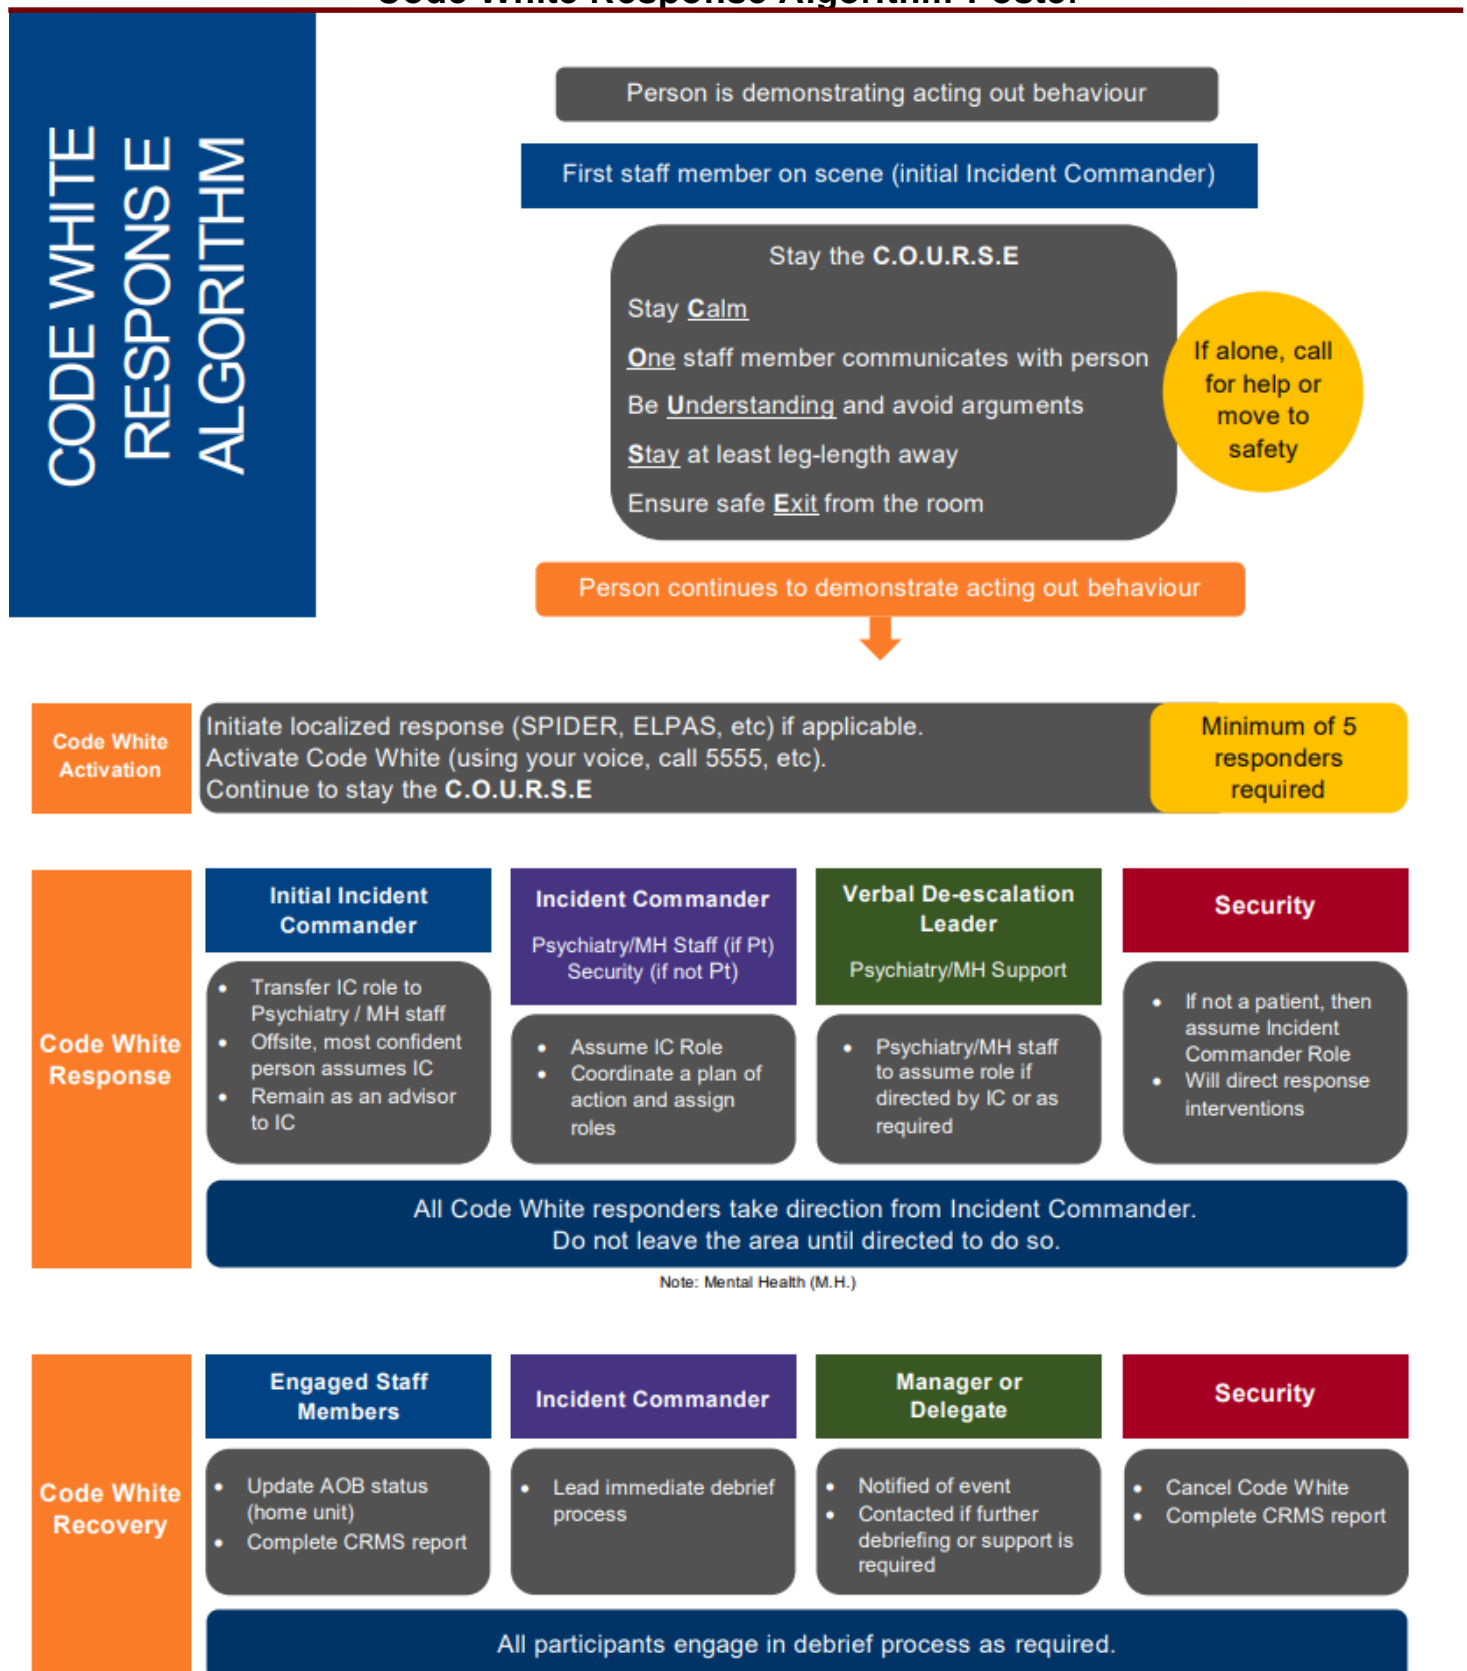 Code White Response Algorithm Poster
CODE WHITE
RESPONS E
ALGORITHM
Person is demonstrating acting out behaviour
First staff member on scene (initial Incident Commander)
Stay the C.O.U.R.S.E
Stay Calm
One staff member communicates with person
Be Understanding and avoid arguments
Stay at least leg-length away
Ensure safe Exit from the room
If alone, call
for help or
move to
safety
Person continues to demonstrate acting out behaviour
Code White
Activation
Initiate localized response (SPIDER, ELPAS, etc) if applicable.
Activate Code White (using your voice, call 5555, etc).
Continue to stay the C.O.U.R.S.E
Minimum of 5
responders
required
Code White
Response
Initial Incident
Commander
• Transfer IC role to
Psychiatry / MH staff
• Offsite, most confident
person assumes IC
• Remain as an advisor
to IC
Incident Commander
Psychiatry/MH Staff (if Pt)
Security (if not Pt)
• Assume IC Role
• Coordinate a plan of
action and assign
roles
Verbal De-escalation
Leader
Psychiatry/MH Support
• Psychiatry/MH staff
to assume role if
directed by IC or as
required
Security
• If not a patient, then
assume Incident
Commander Role
• Will direct response
interventions
All Code White responders take direction from Incident Commander.
Do not leave the area until directed to do so.
Note: Mental Health (M.H.)
Code White
Recovery
Engaged Staff
Members
• Update AOB status
(home unit)
• Complete CRMS report
Incident Commander
• Lead immediate debrief
process
Manager or
Delegate
• Notified of event
• Contacted if further
debriefing or support is
required
Security
• Cancel Code White
• Complete CRMS report
All participants engage in debrief process as required.